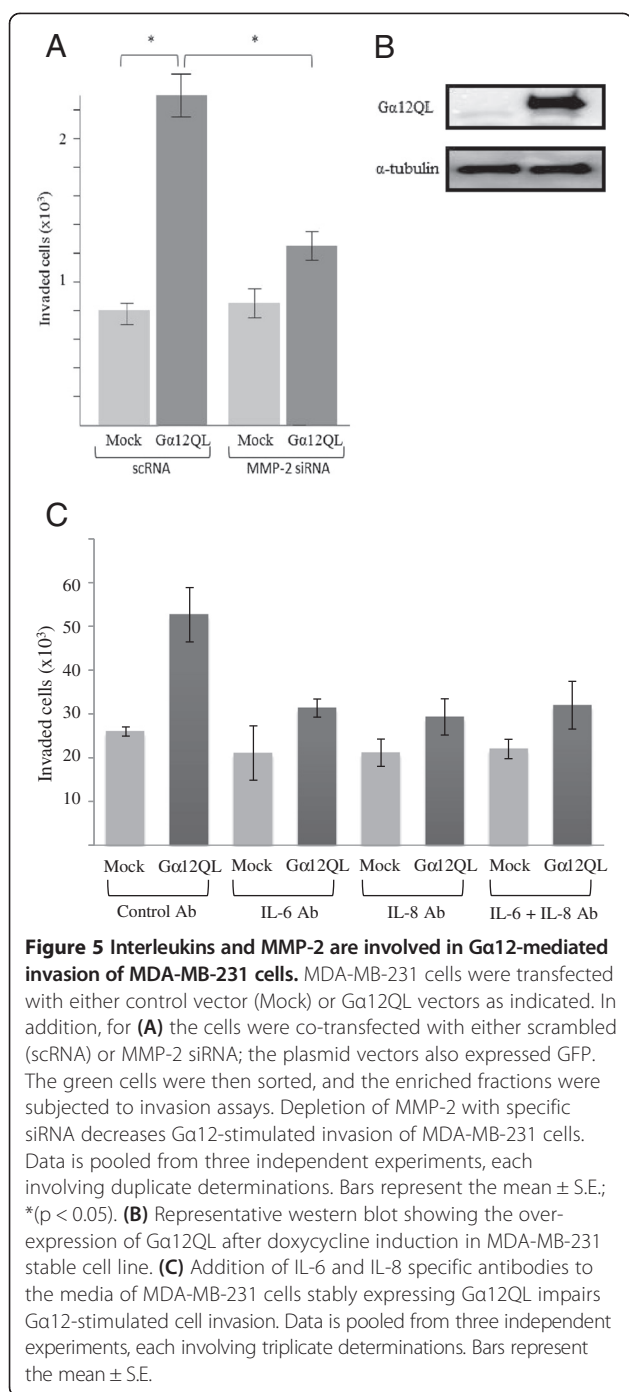 A
B
*
*
Gα12QL
α-tubulin
Invaded cells (x10³)
2
1
Mock Gα12QL Mock Gα12QL
scRNA MMP-2 siRNA
C
Invaded cells (x10³)
60
50
40
30
20
10
Mock Gα12QL Mock Gα12QL Mock Gα12QL Mock Gα12QL
Control Ab IL-6 Ab IL-8 Ab IL-6 + IL-8 Ab
Figure 5 Interleukins and MMP-2 are involved in Gα12-mediated
invasion of MDA-MB-231 cells. MDA-MB-231 cells were transfected
with either control vector (Mock) or Gα12QL vectors as indicated. In
addition, for (A) the cells were co-transfected with either scrambled
(scRNA) or MMP-2 siRNA; the plasmid vectors also expressed GFP.
The green cells were then sorted, and the enriched fractions were
subjected to invasion assays. Depletion of MMP-2 with specific
siRNA decreases Gα12-stimulated invasion of MDA-MB-231 cells.
Data is pooled from three independent experiments, each
involving duplicate determinations. Bars represent the mean ± S.E.;
*(p < 0.05). (B) Representative western blot showing the over-
expression of Gα12QL after doxycycline induction in MDA-MB-231
stable cell line. (C) Addition of IL-6 and IL-8 specific antibodies to
the media of MDA-MB-231 cells stably expressing Gα12QL impairs
Gα12-stimulated cell invasion. Data is pooled from three independent
experiments, each involving triplicate determinations. Bars represent
the mean ± S.E.